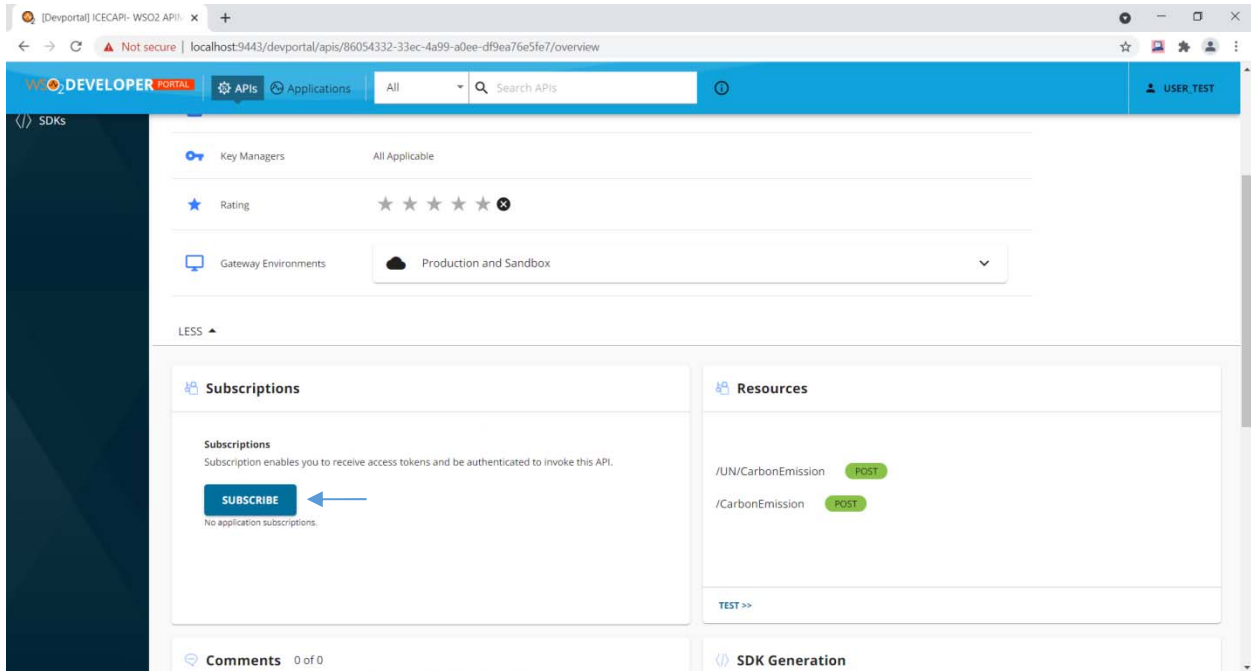 [Devportal] ICECAPI- WSO2 APIM
Not secure | localhost:9443/devportal/apis/86054332-33ec-4a99-a0ee-df9ea76e5fe7/overview
WSO2 DEVELOPER PORTAL APIs Applications All Search APIs USER_TEST
SDKs
Key Managers All Applicable
Rating
Gateway Environments Production and Sandbox
LESS
Subscriptions
Subscriptions
Subscription enables you to receive access tokens and be authenticated to invoke this API.
SUBSCRIBE
No application subscriptions.
Resources
/UN/CarbonEmission POST
/CarbonEmission POST
TEST >>
Comments 0 of 0
SDK Generation